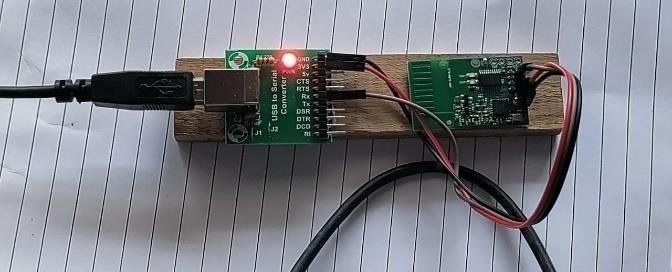 GND
3V3
5v
CTS
RTS
Rx
Tx
DSR
DTR
DCD
RI
USB to Serial
Converter
J1
J2